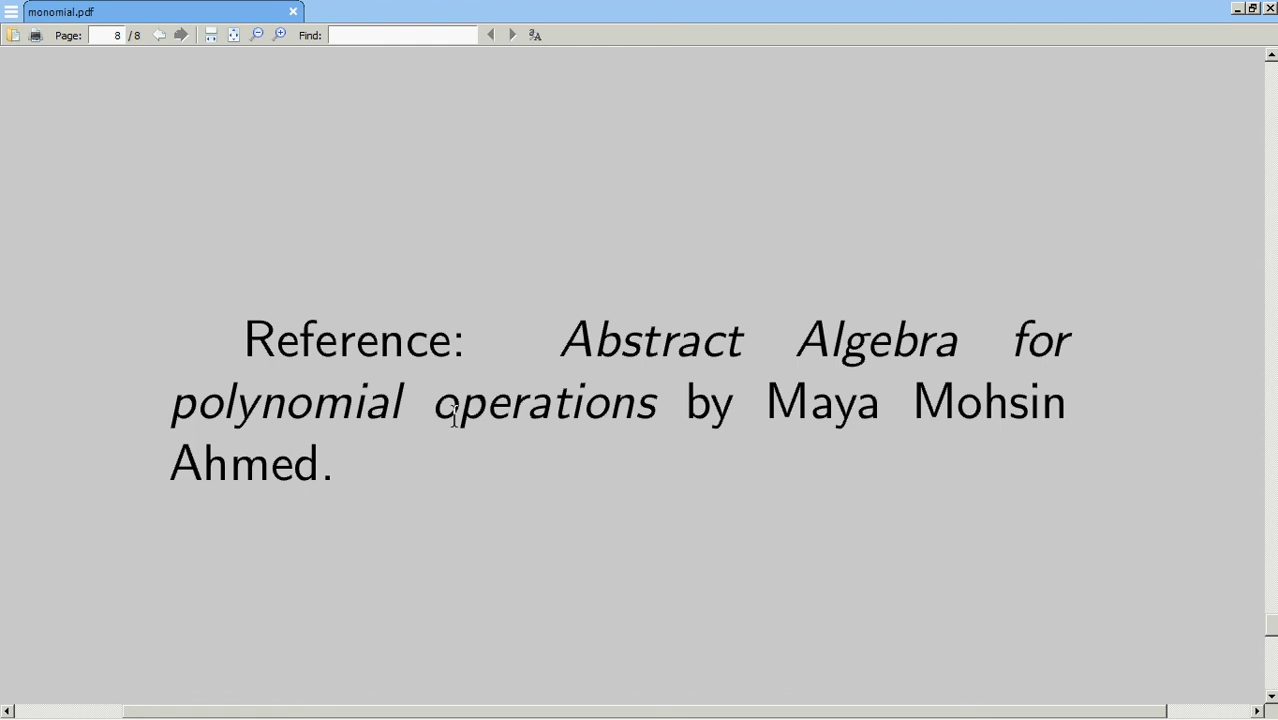 monomial.pdf
Page: 8 / 8 Find:
Reference: Abstract Algebra for
polynomial operations by Maya Mohsin
Ahmed.